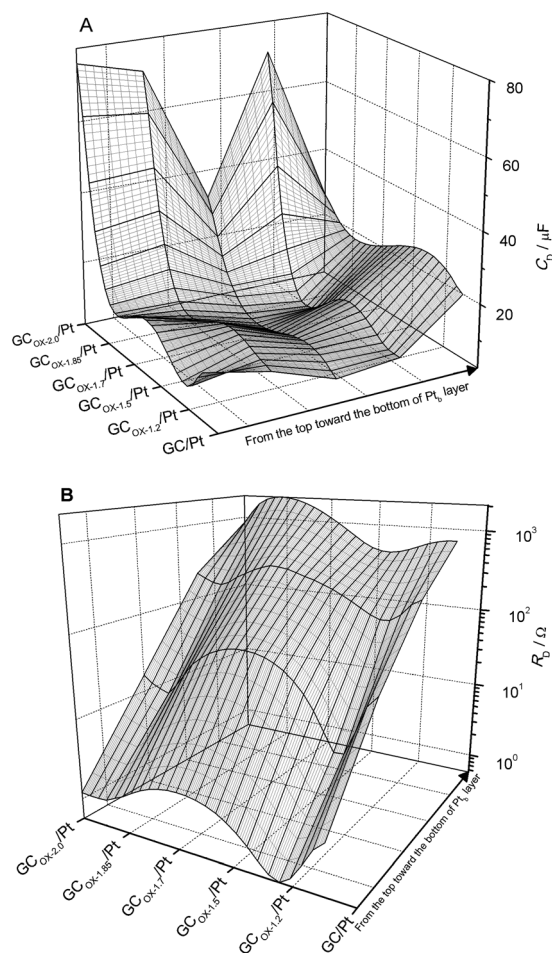 A
80
60
40
20
C_D / µF
GC_OX-2.0/Pt
GC_OX-1.85/Pt
GC_OX-1.7/Pt
GC_OX-1.5/Pt
GC_OX-1.2/Pt
GC/Pt
From the top toward the bottom of Pt_b layer
B
10^3
10^2
10^1
10^0
R_D / Ω
GC_OX-2.0/Pt
GC_OX-1.85/Pt
GC_OX-1.7/Pt
GC_OX-1.5/Pt
GC_OX-1.2/Pt
GC/Pt
From the top toward the bottom of Pt_b layer